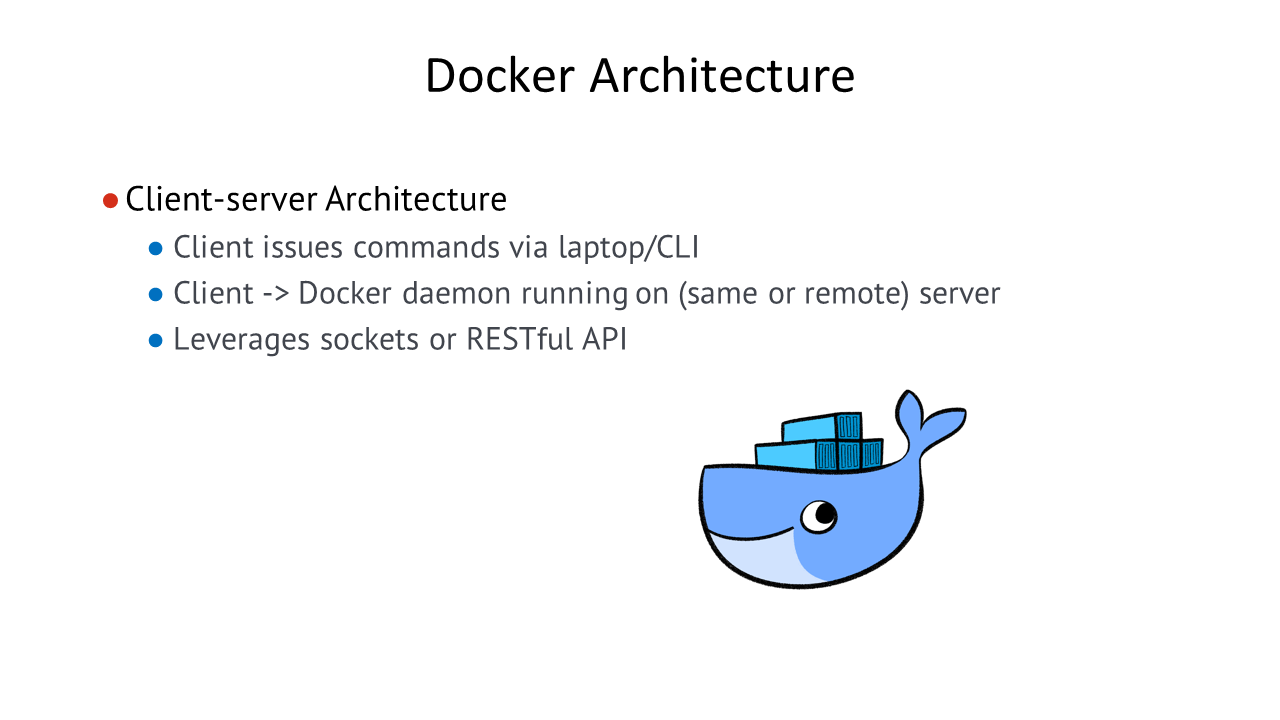 Docker Architecture
Client-server Architecture
Client issues commands via laptop/CLI
Client -> Docker daemon running on (same or remote) server
Leverages sockets or RESTful API